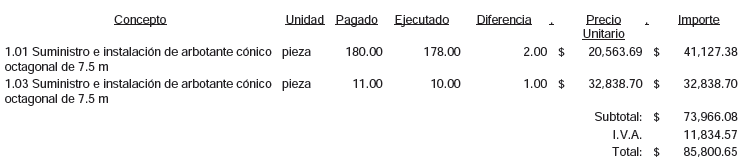 Concepto Unidad Pagado Ejecutado Diferencia . Precio Unitario . Importe
1.01 Suministro e instalación de arbotante cónico octagonal de 7.5 m pieza 180.00 178.00 2.00 $ 20,563.69 $ 41,127.38
1.03 Suministro e instalación de arbotante cónico octagonal de 7.5 m pieza 11.00 10.00 1.00 $ 32,838.70 $ 32,838.70
Subtotal: $ 73,966.08
I.V.A. 11,834.57
Total: $ 85,800.65